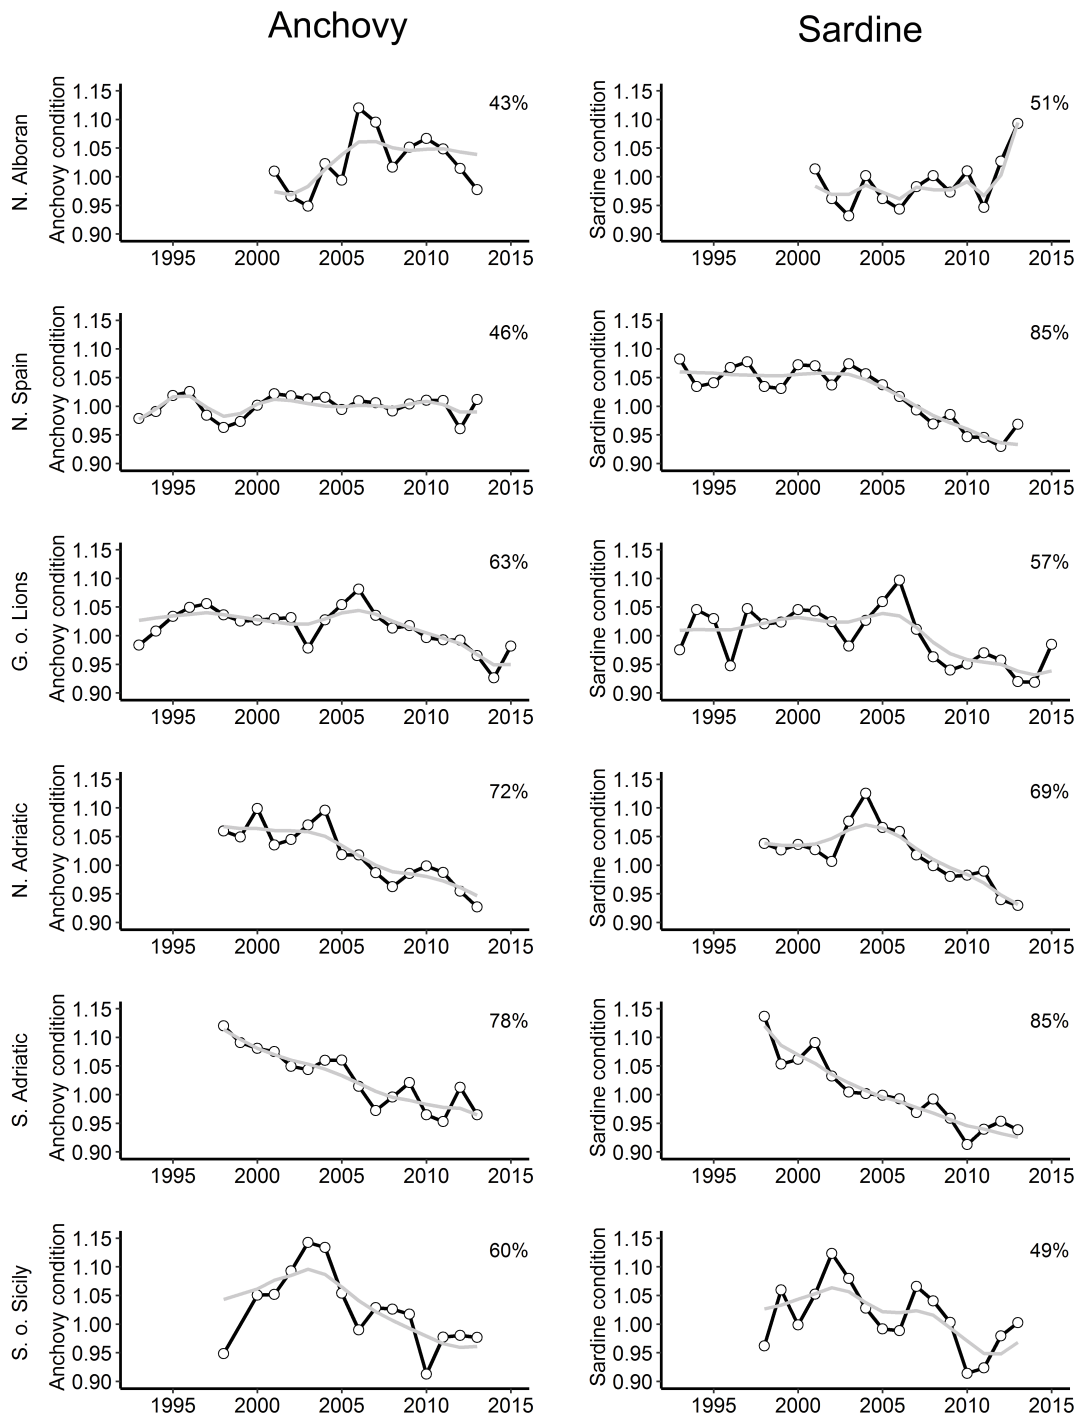 Anchovy Sardine
N. Alboran
Anchovy condition
1.15
1.10
1.05
1.00
0.95
0.90
43%
1995 2000 2005 2010 2015
Sardine condition
1.15
1.10
1.05
1.00
0.95
0.90
51%
1995 2000 2005 2010 2015
N. Spain
Anchovy condition
1.15
1.10
1.05
1.00
0.95
0.90
46%
1995 2000 2005 2010 2015
Sardine condition
1.15
1.10
1.05
1.00
0.95
0.90
85%
1995 2000 2005 2010 2015
G. o. Lions
Anchovy condition
1.15
1.10
1.05
1.00
0.95
0.90
63%
1995 2000 2005 2010 2015
Sardine condition
1.15
1.10
1.05
1.00
0.95
0.90
57%
1995 2000 2005 2010 2015
N. Adriatic
Anchovy condition
1.15
1.10
1.05
1.00
0.95
0.90
72%
1995 2000 2005 2010 2015
Sardine condition
1.15
1.10
1.05
1.00
0.95
0.90
69%
1995 2000 2005 2010 2015
S. Adriatic
Anchovy condition
1.15
1.10
1.05
1.00
0.95
0.90
78%
1995 2000 2005 2010 2015
Sardine condition
1.15
1.10
1.05
1.00
0.95
0.90
85%
1995 2000 2005 2010 2015
S. o. Sicily
Anchovy condition
1.15
1.10
1.05
1.00
0.95
0.90
60%
1995 2000 2005 2010 2015
Sardine condition
1.15
1.10
1.05
1.00
0.95
0.90
49%
1995 2000 2005 2010 2015